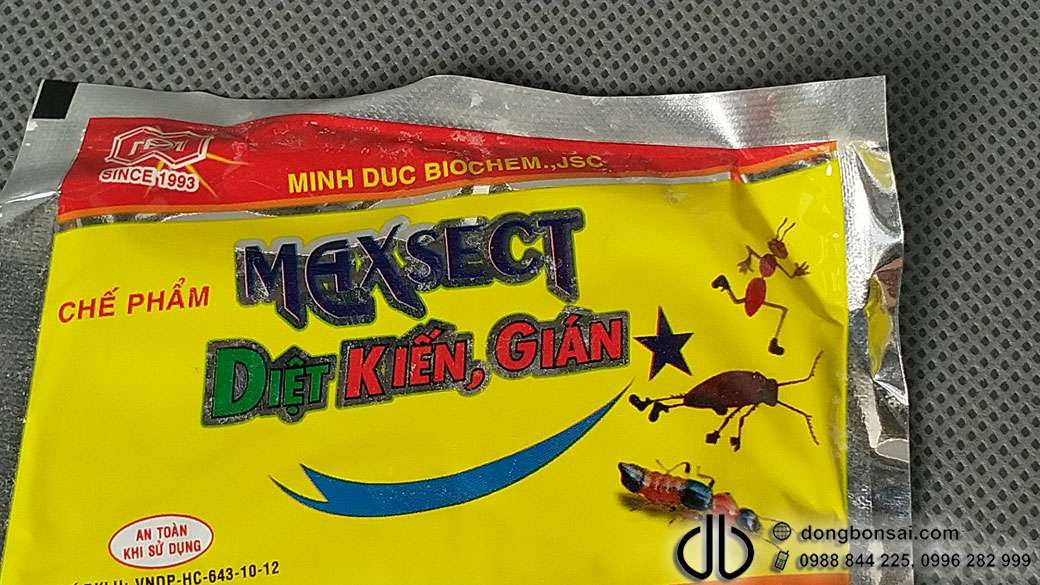 SINCE 1993
MINH DUC BIOCHEM.,JSC
CHẾ PHẨM MAXSECT
DIỆT KIẾN, GIÁN
AN TOÀN
KHI SỬ DỤNG
VNDP-HC-643-10-12
dongbonsai.com
0988 844 225, 0996 282 999